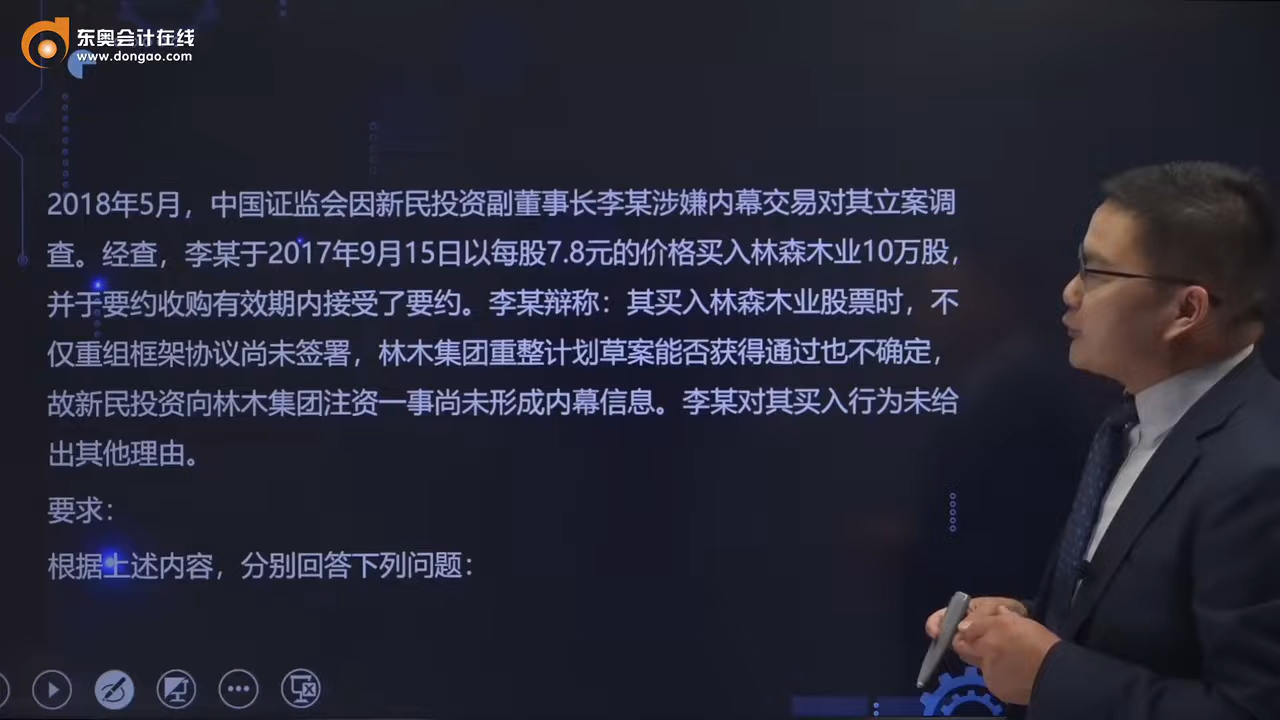 东奥会计在线
www.dongao.com
2018年5月，中国证监会因新民投资副董事长李某涉嫌内幕交易对其立案调
查。经查，李某于2017年9月15日以每股7.8元的价格买入林森木业10万股，
并于要约收购有效期内接受了要约。李某辩称：其买入林森木业股票时，不
仅重组框架协议尚未签署，林木集团重整计划草案能否获得通过也不确定，
故新民投资向林木集团注资一事尚未形成内幕信息。李某对其买入行为未给
出其他理由。
要求：
根据上述内容，分别回答下列问题：